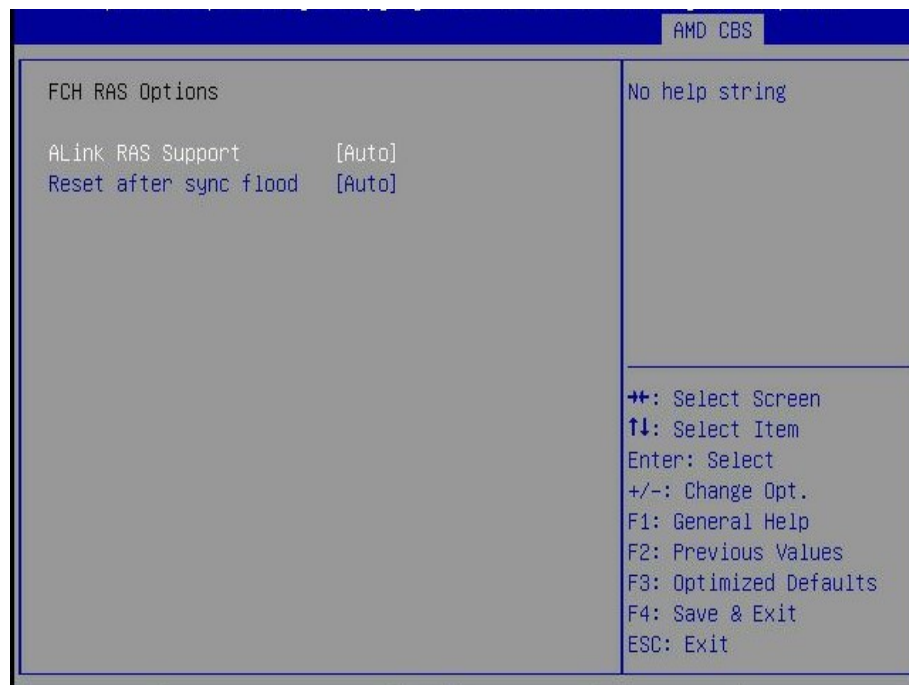 AMD CBS
FCH RAS Options
ALink RAS Support [Auto]
Reset after sync flood [Auto]
No help string
→←: Select Screen
↑↓: Select Item
Enter: Select
+/-: Change Opt.
F1: General Help
F2: Previous Values
F3: Optimized Defaults
F4: Save & Exit
ESC: Exit